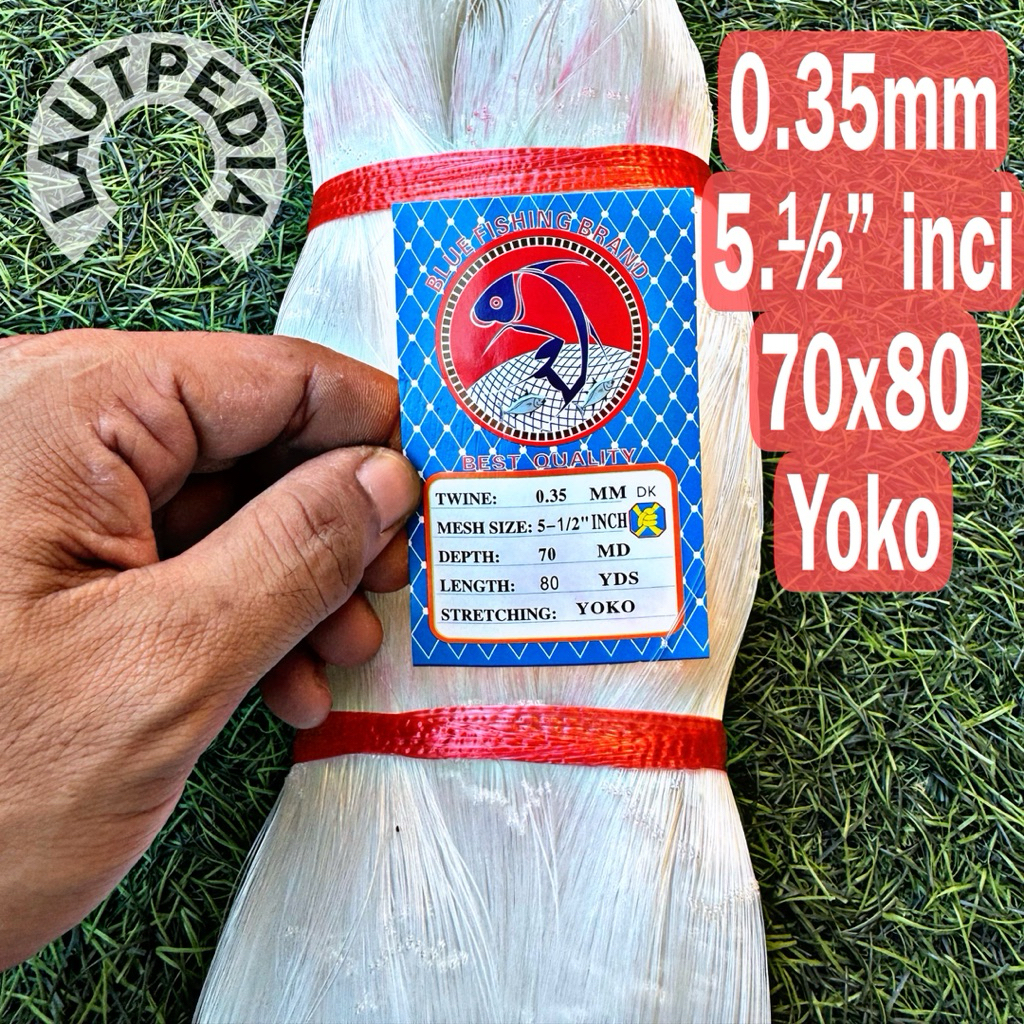 LAUTPEDIA
0.35mm
5.½” inci
70x80
Yoko
BLUE FISHING BRAND
BEST QUALITY
TWINE: 0.35 MM DK
MESH SIZE: 5-1/2" INCH
DEPTH: 70 MD
LENGTH: 80 YDS
STRETCHING: YOKO